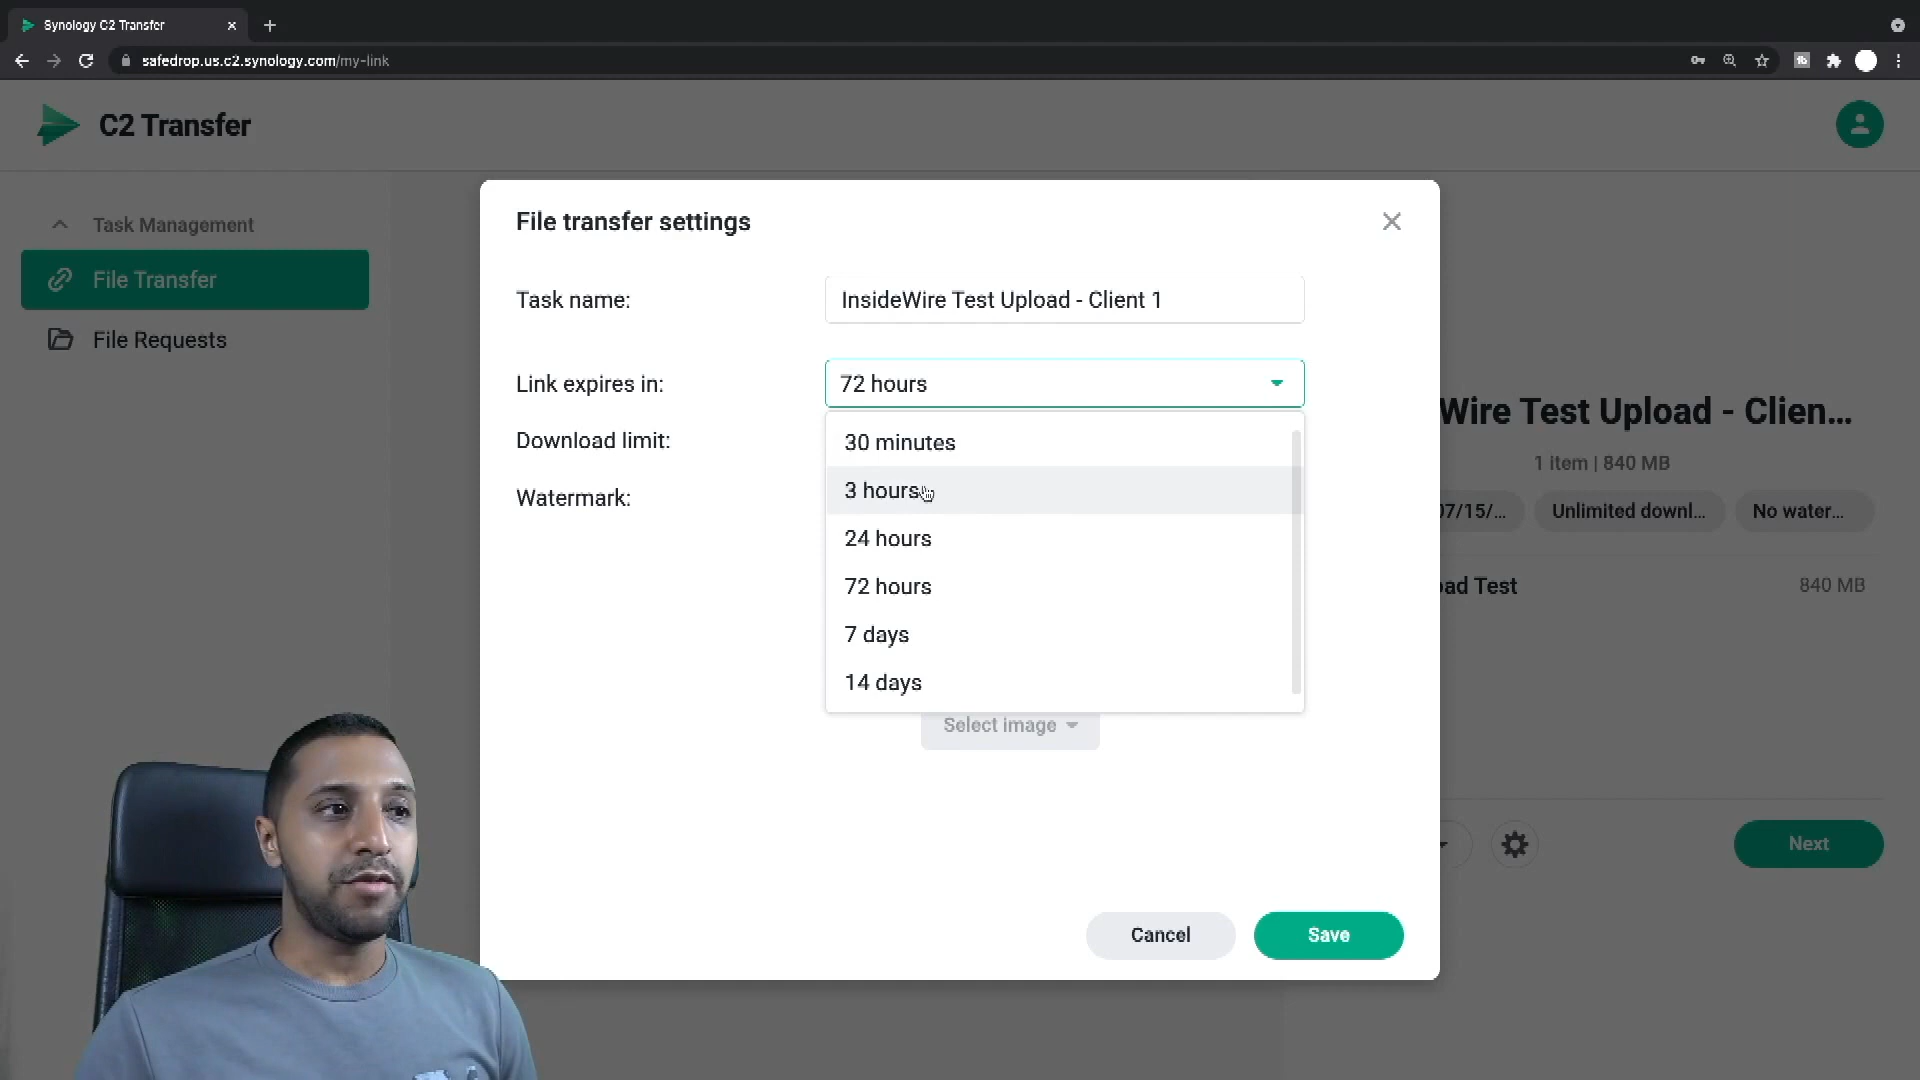 Synology C2 Transfer
safedrop.us.c2.synology.com/my-link
C2 Transfer
Task Management
File Transfer
File Requests
File transfer settings
Task name:
InsideWire Test Upload - Client 1
Link expires in:
72 hours
Download limit:
Watermark:
30 minutes
3 hours
24 hours
72 hours
7 days
14 days
Select image
Cancel
Save
Wire Test Upload - Clien...
1 item | 840 MB
07/15/...
Unlimited downl...
No water...
oad Test
840 MB
Next